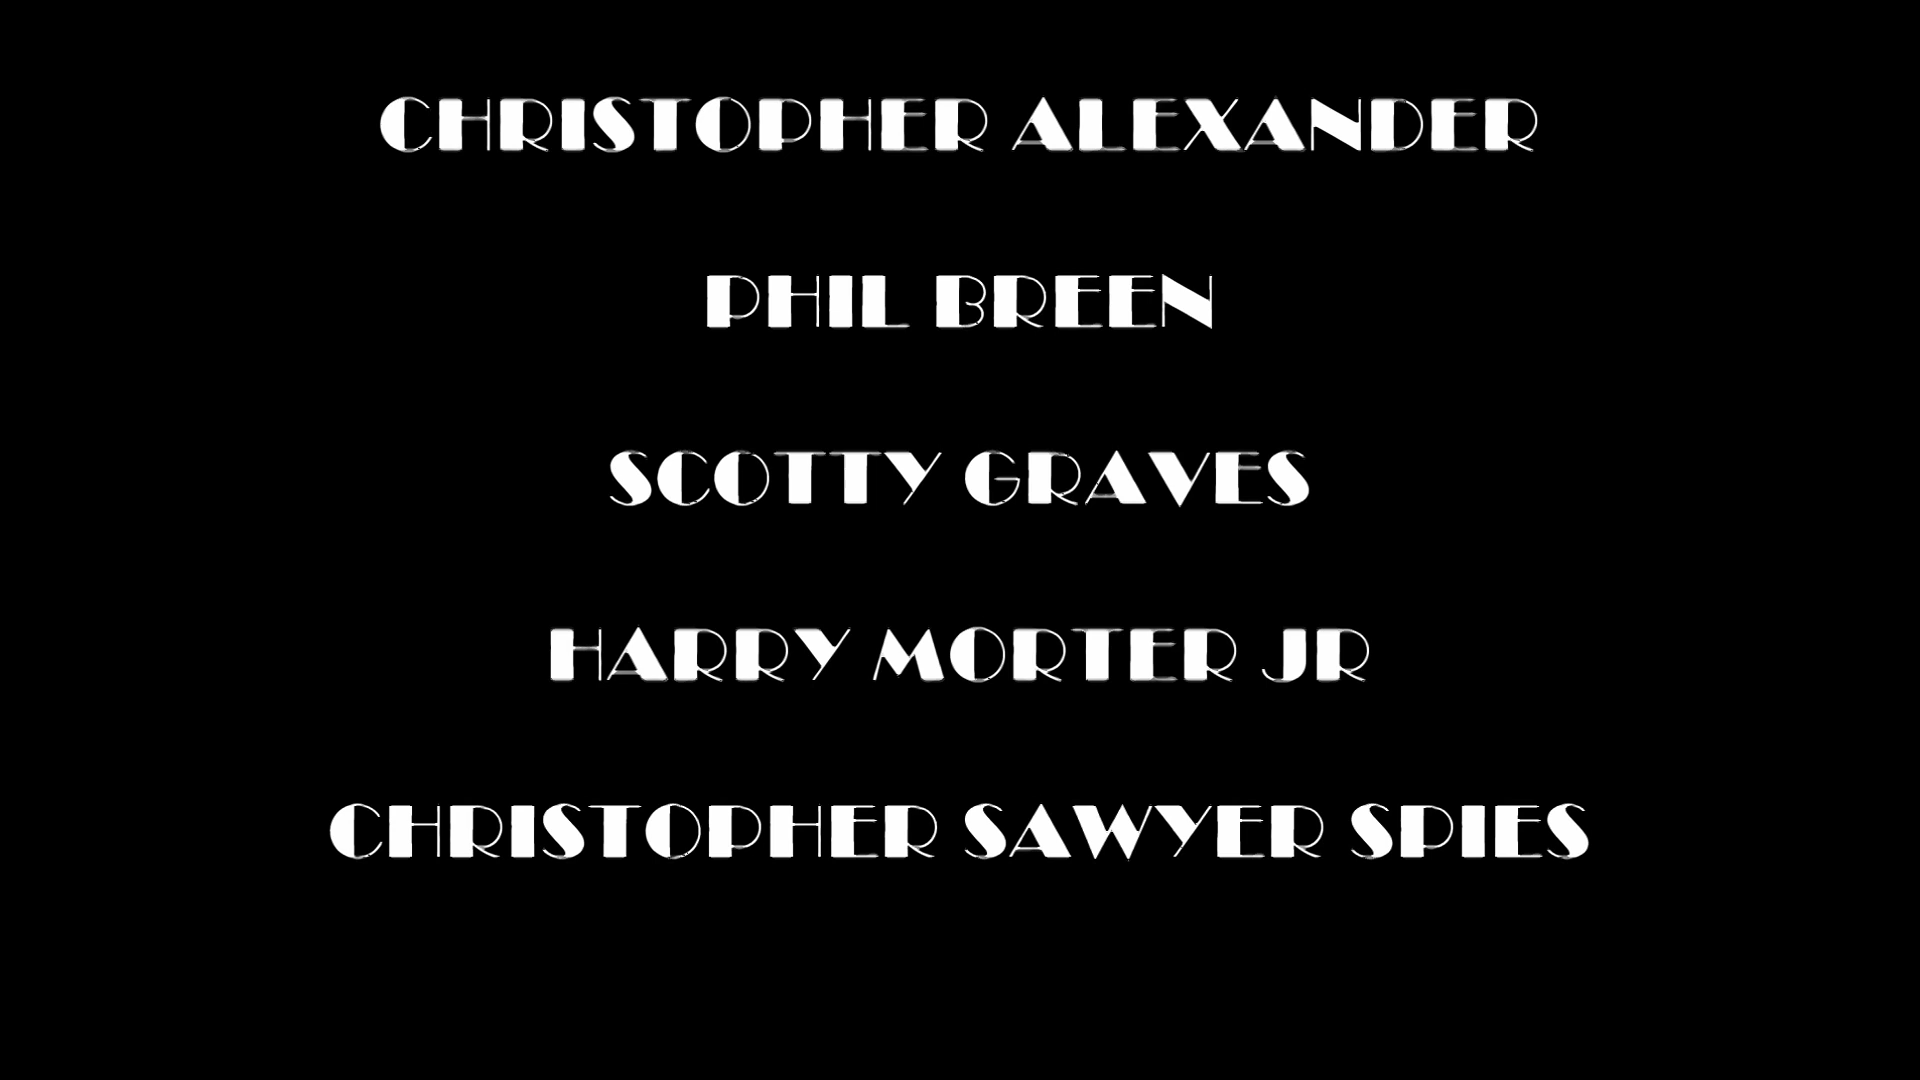 CHRISTOPHER ALEXANDER
PHIL BREEN
SCOTTY GRAVES
HARRY MORTER JR
CHRISTOPHER SAWYER SPIES